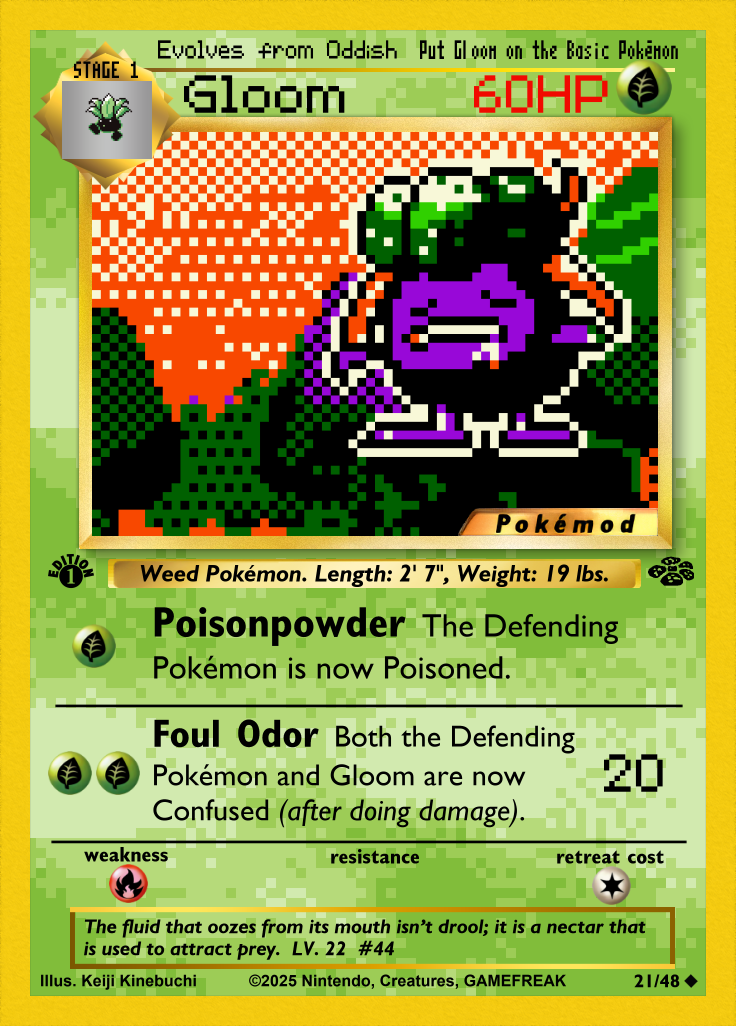 Evolves from Oddish Put Gloom on the Basic Pokémon
STAGE 1
Gloom 60HP
Pokémod
EDITION 1
Weed Pokémon. Length: 2' 7", Weight: 19 lbs.
Poisonpowder The Defending
Pokémon is now Poisoned.
Foul Odor Both the Defending
Pokémon and Gloom are now
Confused (after doing damage).
20
weakness resistance retreat cost
The fluid that oozes from its mouth isn't drool; it is a nectar that
is used to attract prey. LV. 22 #44
Illus. Keiji Kinebuchi ©2025 Nintendo, Creatures, GAMEFREAK 21/48 ◆